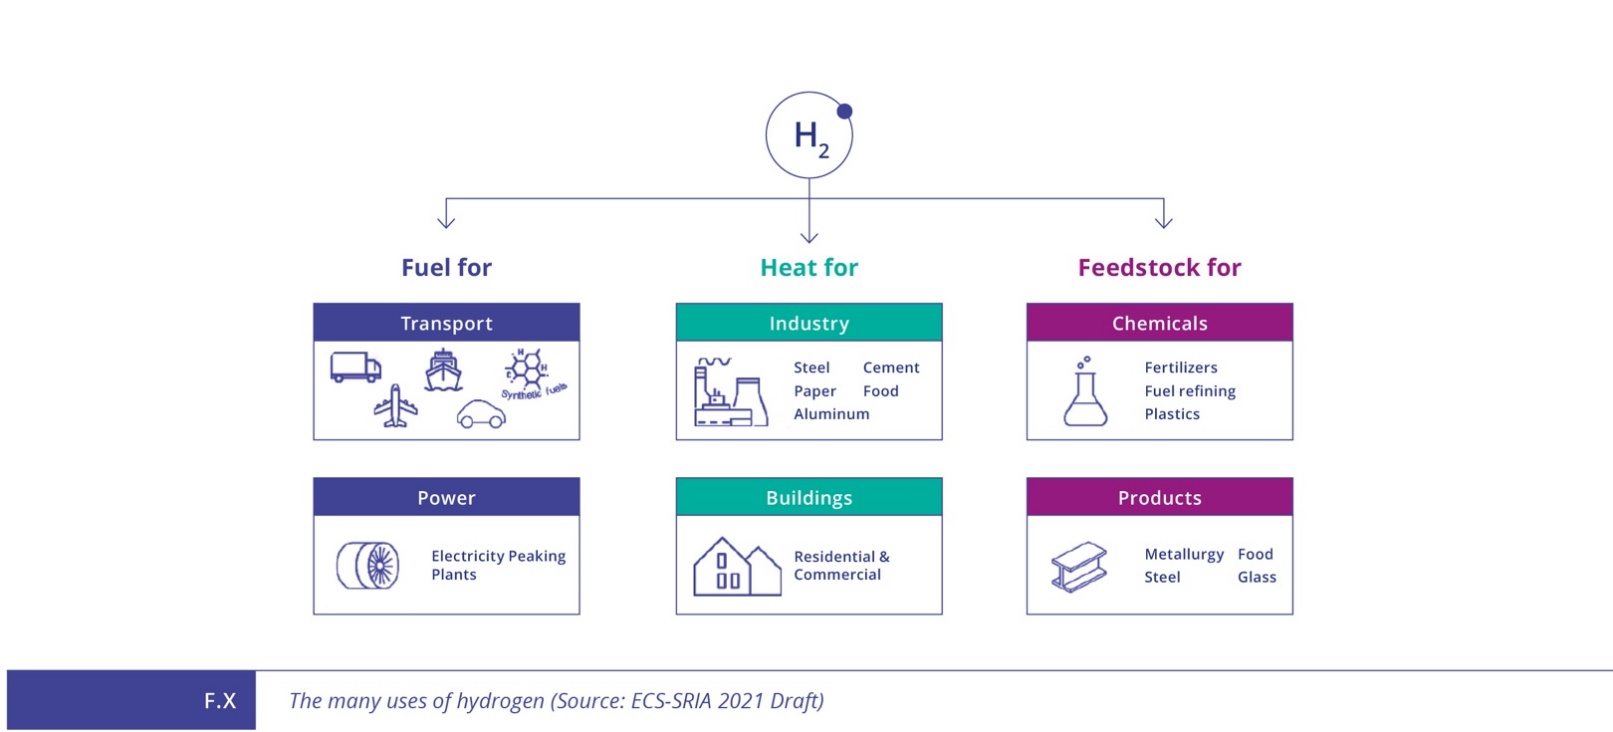 H2
Fuel for
Heat for
Feedstock for
Transport
Synthetic fuels
Industry
Steel Cement
Paper Food
Aluminum
Chemicals
Fertilizers
Fuel refining
Plastics
Power
Electricity Peaking
Plants
Buildings
Residential &
Commercial
Products
Metallurgy Food
Steel Glass
F.X
The many uses of hydrogen (Source: ECS-SRIA 2021 Draft)